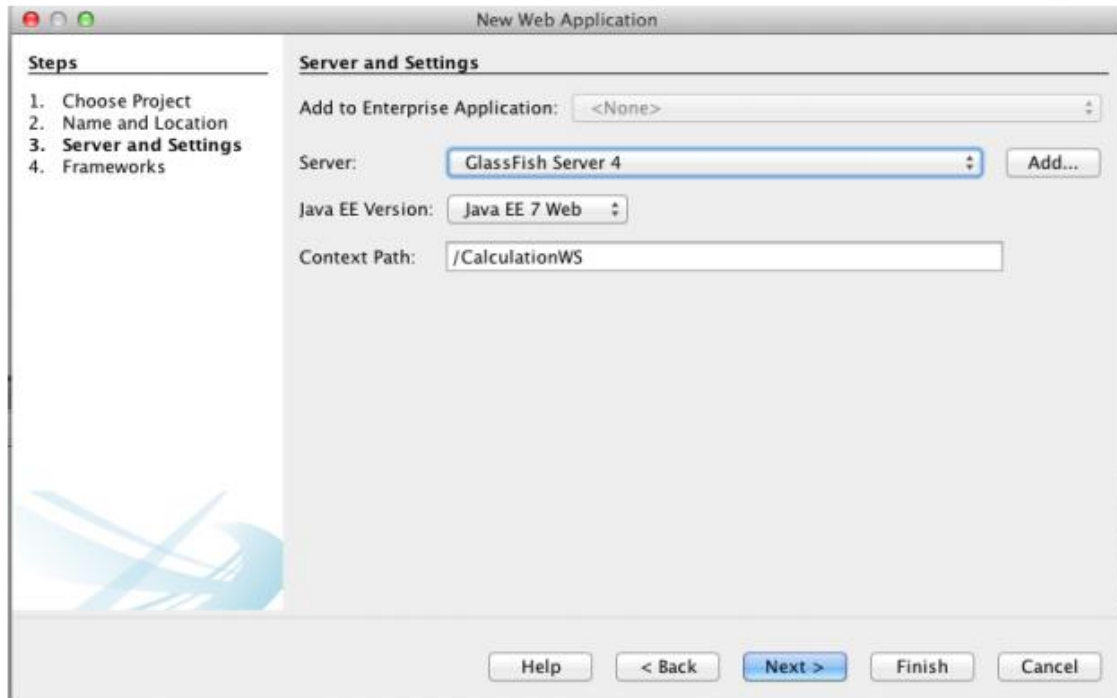 New Web Application
Steps
1. Choose Project
2. Name and Location
3. Server and Settings
4. Frameworks
Server and Settings
Add to Enterprise Application: <None>
Server: GlassFish Server 4 Add...
Java EE Version: Java EE 7 Web
Context Path: /CalculationWS
Help < Back Next > Finish Cancel